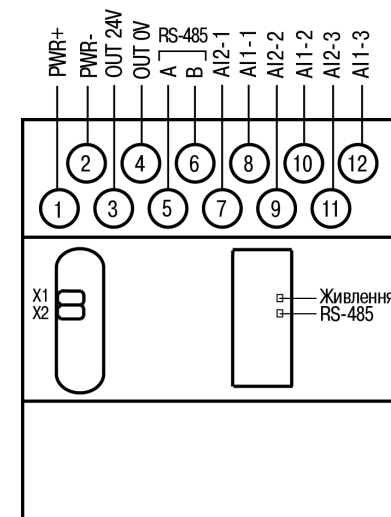 PWR+
PWR-
OUT 24V
OUT 0V
RS-485
A
B
AI2-1
AI1-1
AI2-2
AI1-2
AI2-3
AI1-3
2
4
6
8
10
12
1
3
5
7
9
11
X1
X2
Живлення
RS-485